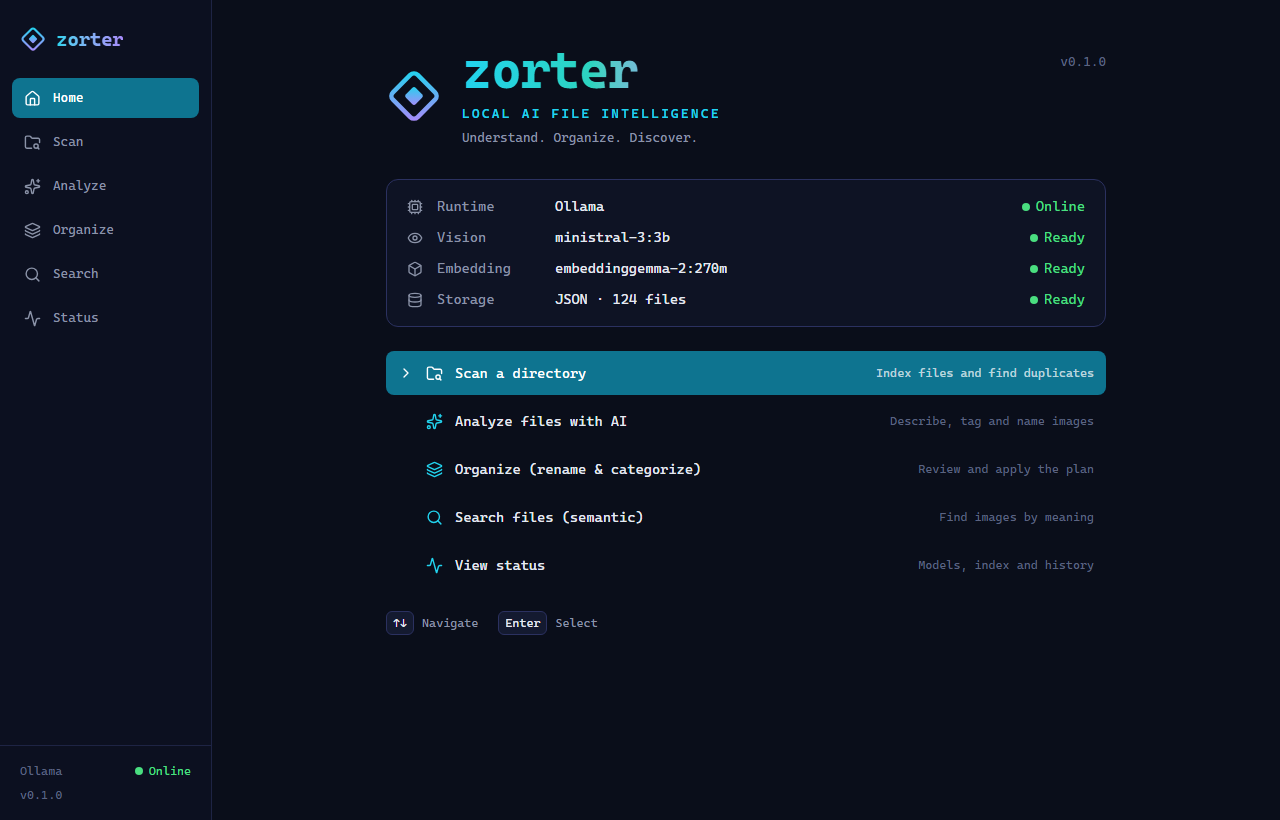 zorter
Home
Scan
Analyze
Organize
Search
Status
Ollama Online
v0.1.0
zorter
v0.1.0
LOCAL AI FILE INTELLIGENCE
Understand. Organize. Discover.
Runtime Ollama Online
Vision ministral-3:3b Ready
Embedding embeddinggemma-2:270m Ready
Storage JSON · 124 files Ready
Scan a directory Index files and find duplicates
Analyze files with AI Describe, tag and name images
Organize (rename & categorize) Review and apply the plan
Search files (semantic) Find images by meaning
View status Models, index and history
↑↓ Navigate Enter Select